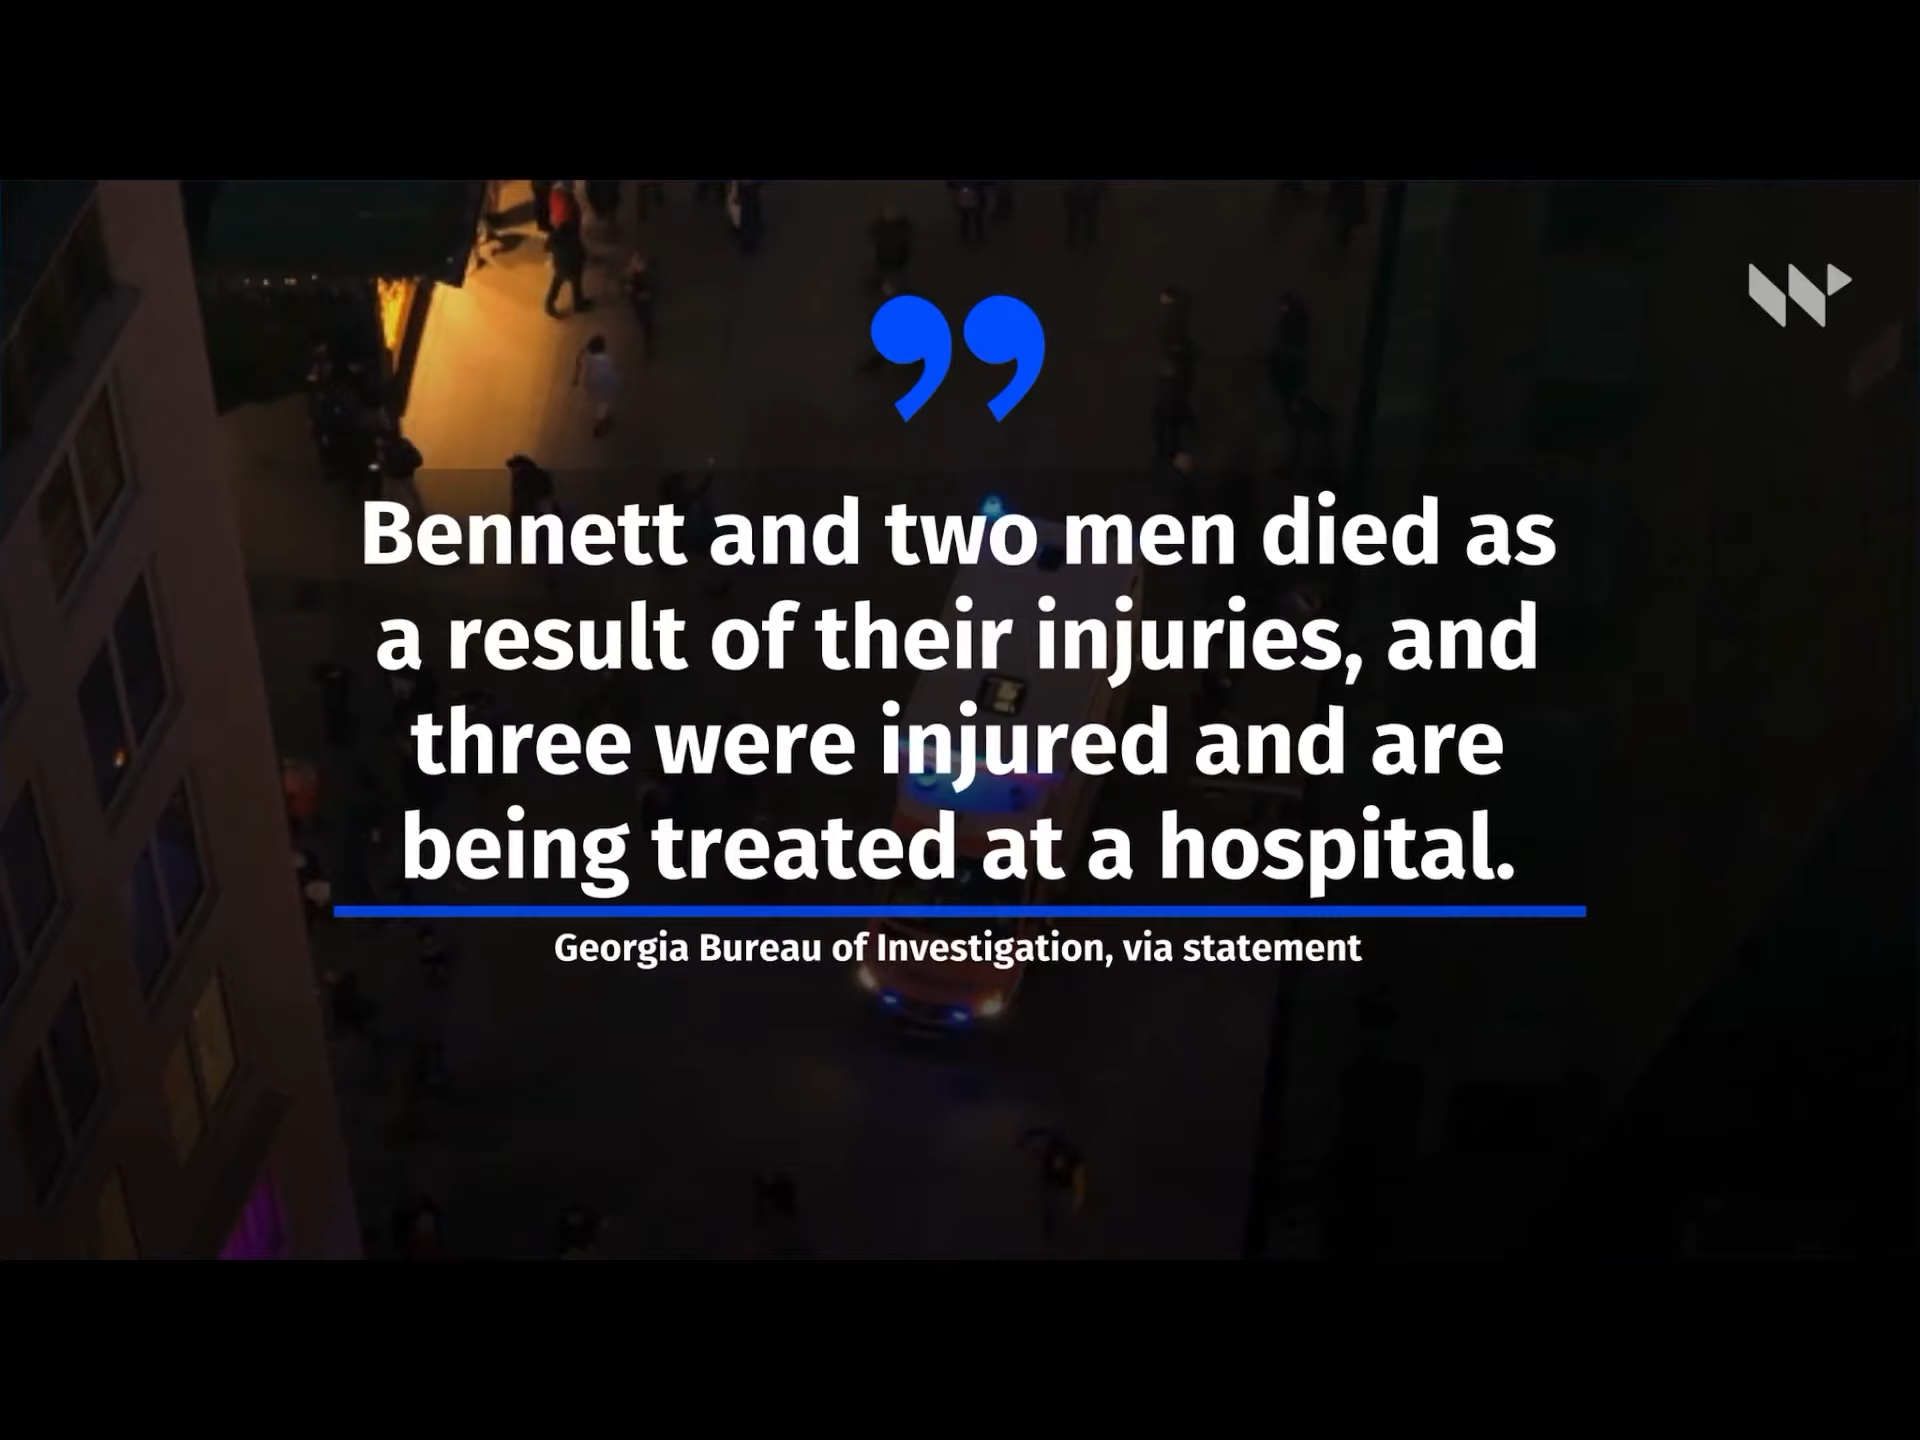 ”
Bennett and two men died as
a result of their injuries, and
three were injured and are
being treated at a hospital.
Georgia Bureau of Investigation, via statement